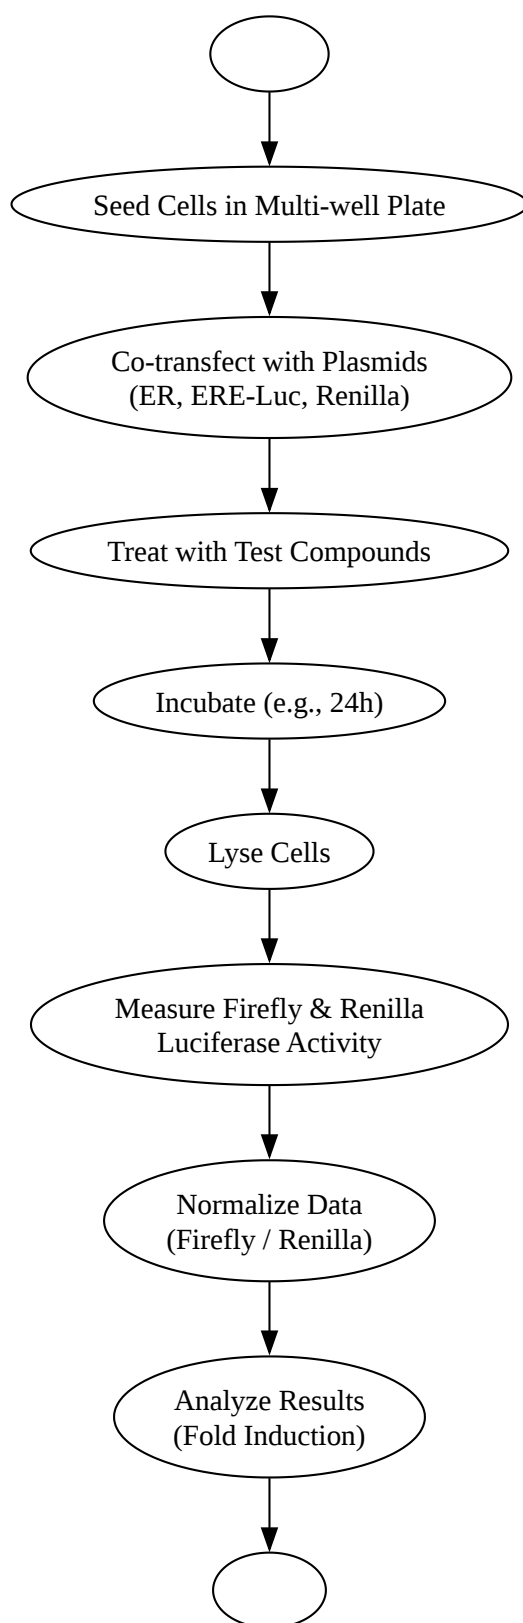 Seed Cells in Multi-well Plate
Co-transfect with Plasmids
(ER, ERE-Luc, Renilla)
Treat with Test Compounds
Incubate (e.g., 24h)
Lyse Cells
Measure Firefly & Renilla
Luciferase Activity
Normalize Data
(Firefly / Renilla)
Analyze Results
(Fold Induction)